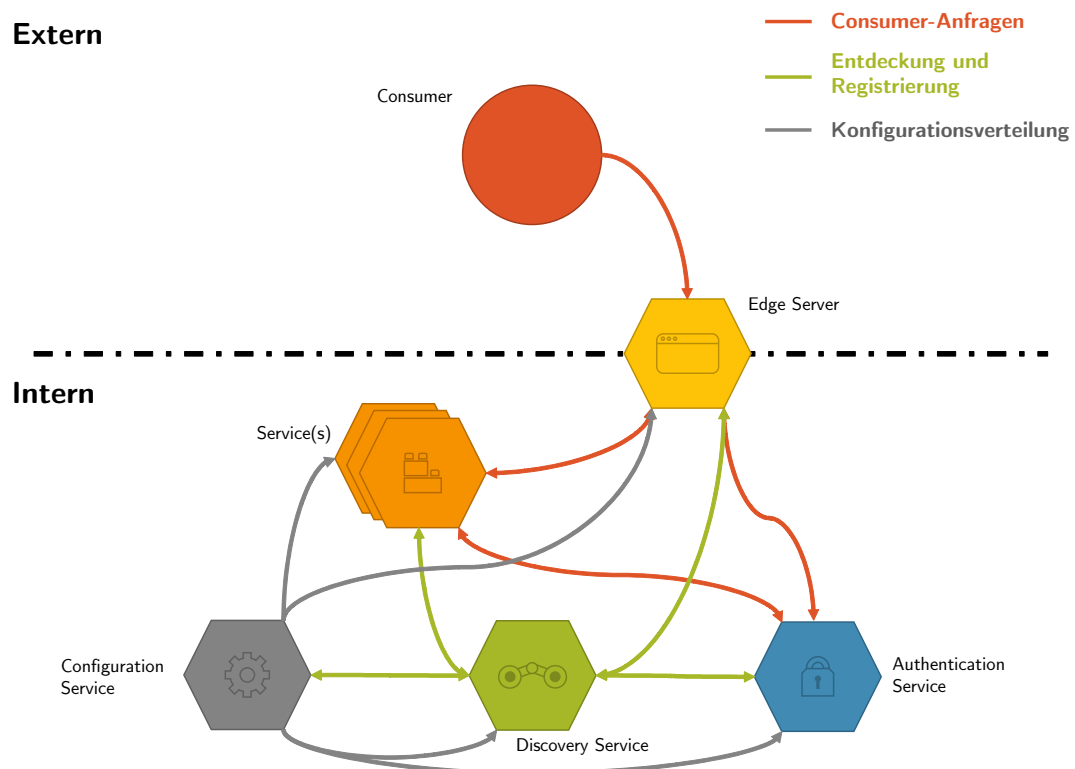 Extern
Consumer-Anfragen
Entdeckung und
Registrierung
Konfigurationsverteilung
Consumer
Edge Server
Intern
Service(s)
Configuration
Service
Authentication
Service
Discovery Service